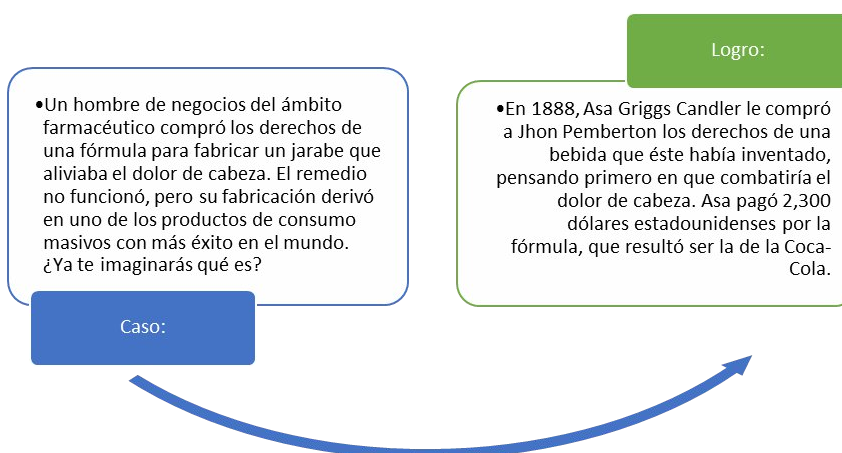 •Un hombre de negocios del ámbito
farmacéutico compró los derechos de
una fórmula para fabricar un jarabe que
aliviaba el dolor de cabeza. El remedio
no funcionó, pero su fabricación derivó
en uno de los productos de consumo
masivos con más éxito en el mundo.
¿Ya te imaginarás qué es?
Caso:
Logro:
•En 1888, Asa Griggs Candler le compró
a Jhon Pemberton los derechos de una
bebida que éste había inventado,
pensando primero en que combatiría el
dolor de cabeza. Asa pagó 2,300
dólares estadounidenses por la
fórmula, que resultó ser la de la Coca-
Cola.